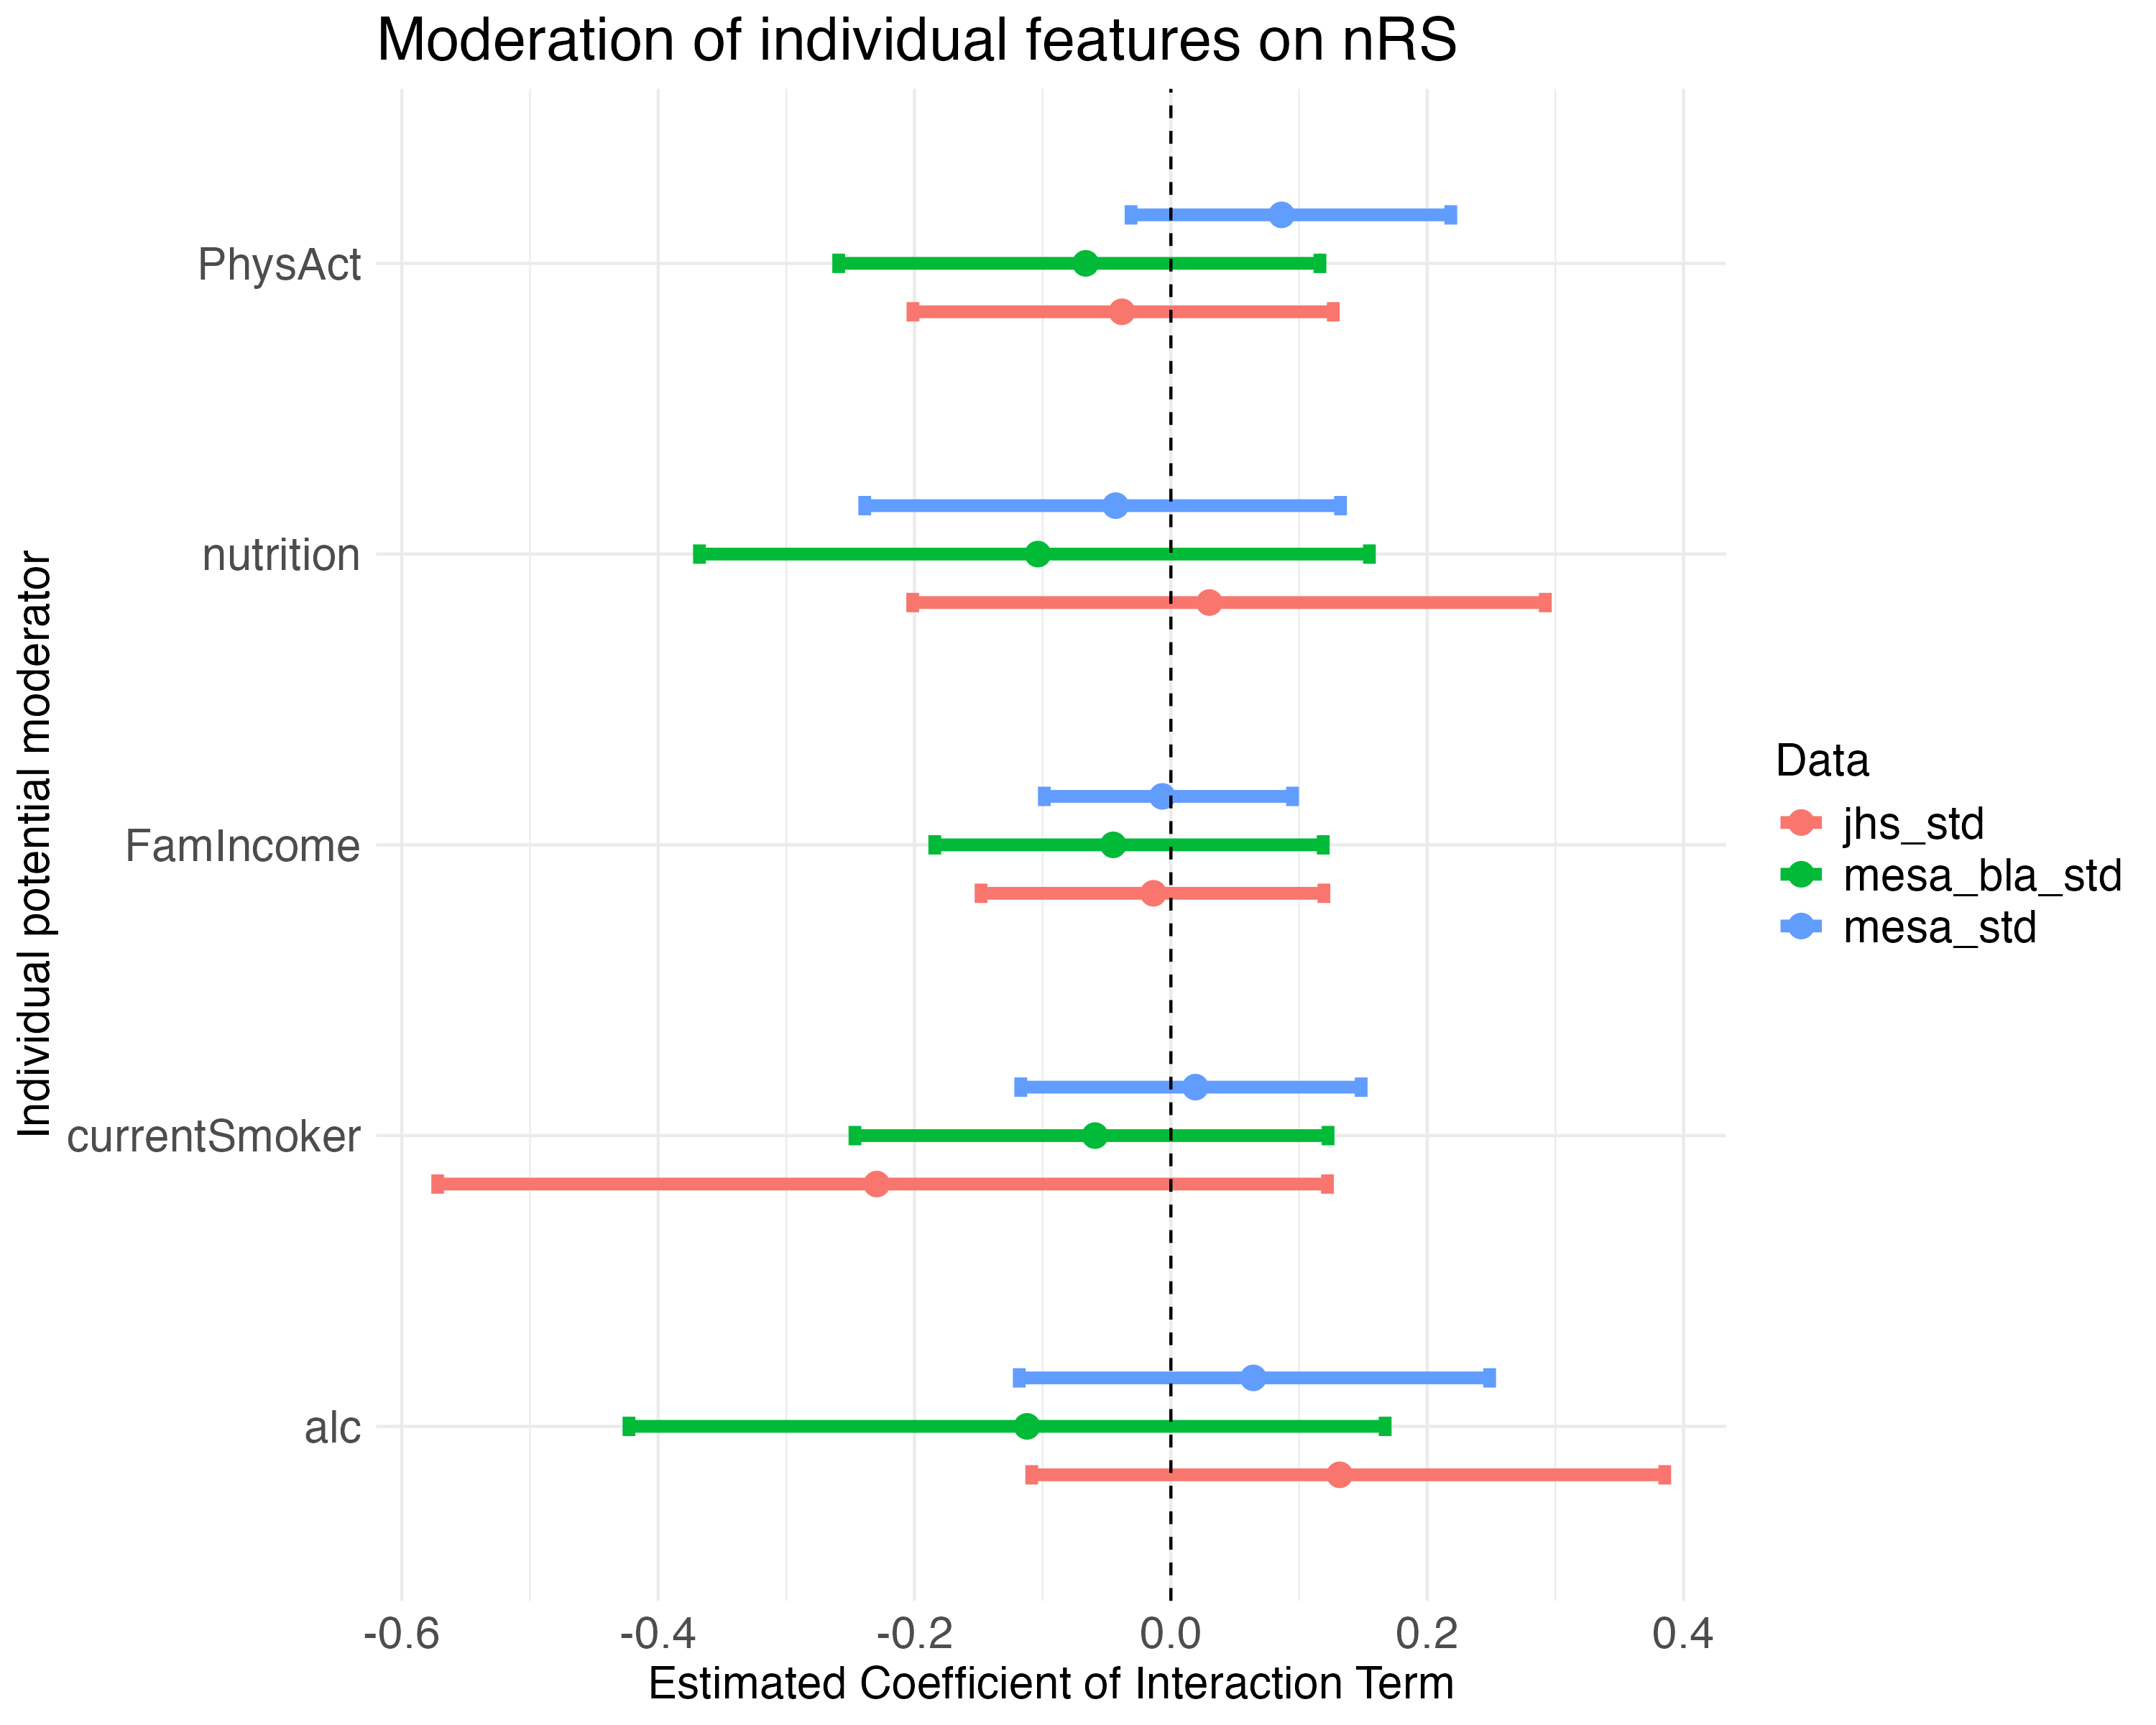 Moderation of individual features on nRS
Individual potential moderator
PhysAct
nutrition
FamIncome
currentSmoker
alc
-0.6 -0.4 -0.2 0.0 0.2 0.4
Estimated Coefficient of Interaction Term
Data
jhs_std
mesa_bla_std
mesa_std